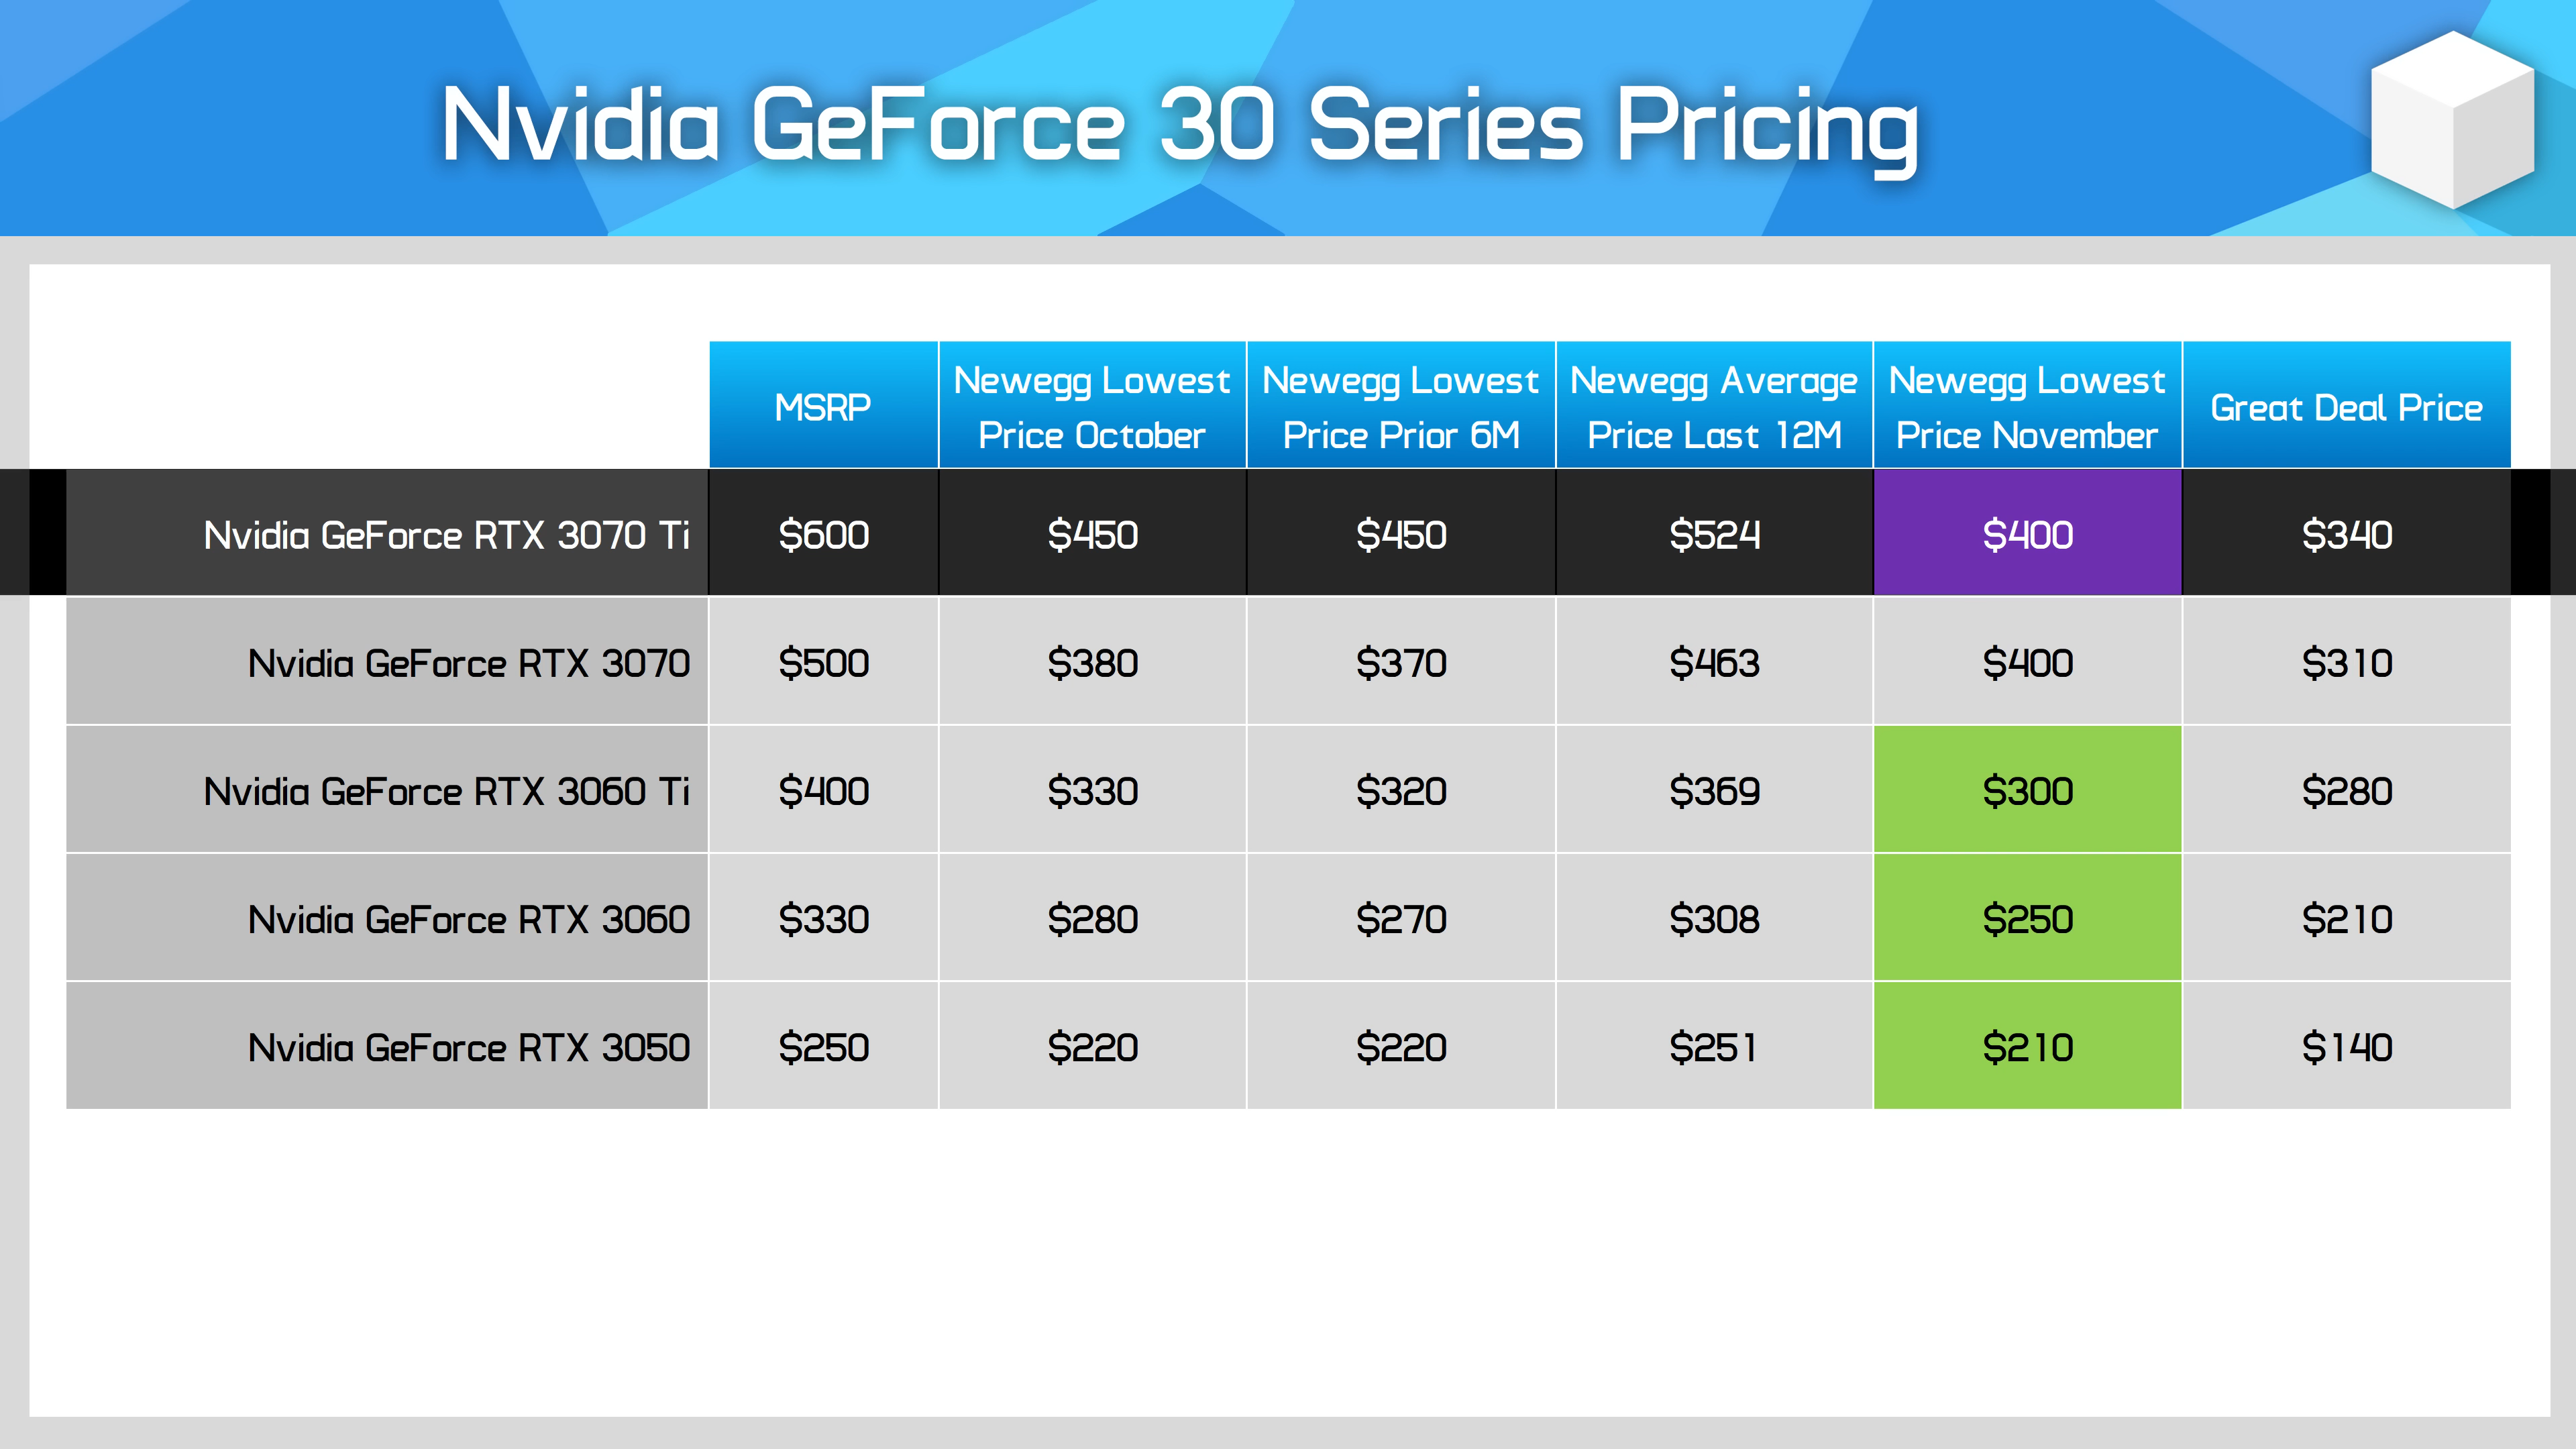 Nvidia GeForce 30 Series Pricing
MSRP
Newegg Lowest
Price October
Newegg Lowest
Price Prior 6M
Newegg Average
Price Last 12M
Newegg Lowest
Price November
Great Deal Price
Nvidia GeForce RTX 3070 Ti $600 $450 $450 $524 $400 $340
Nvidia GeForce RTX 3070 $500 $380 $370 $463 $400 $310
Nvidia GeForce RTX 3060 Ti $400 $330 $320 $369 $300 $280
Nvidia GeForce RTX 3060 $330 $280 $270 $308 $250 $210
Nvidia GeForce RTX 3050 $250 $220 $220 $251 $210 $140